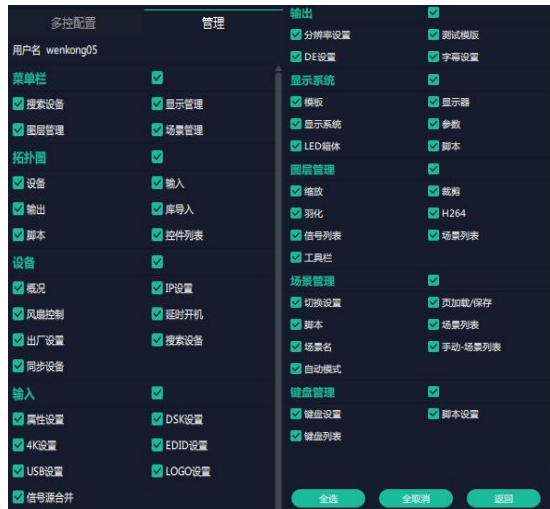 多控配置 管理
用户名 wenkong05
菜单栏
搜索设备 显示管理
图层管理 场景管理
拓扑图
设备 输入
输出 库导入
脚本 控件列表
设备
概况 IP设置
风扇控制 延时开机
出厂设置 搜索设备
同步设备
输入
属性设置 DSK设置
4K设置 EDID设置
USB设置 LOGO设置
信号源合并
输出
分辨率设置 测试模版
DE设置 字幕设置
显示系统
模板 显示器
显示系统 参数
LED箱体 脚本
图层管理
缩放 裁剪
羽化 H264
信号列表 场景列表
工具栏
场景管理
切换设置 页加载/保存
脚本 场景列表
场景名 手动-场景列表
自动模式
键盘管理
键盘设置 脚本设置
键盘列表
全选 全取消 返回